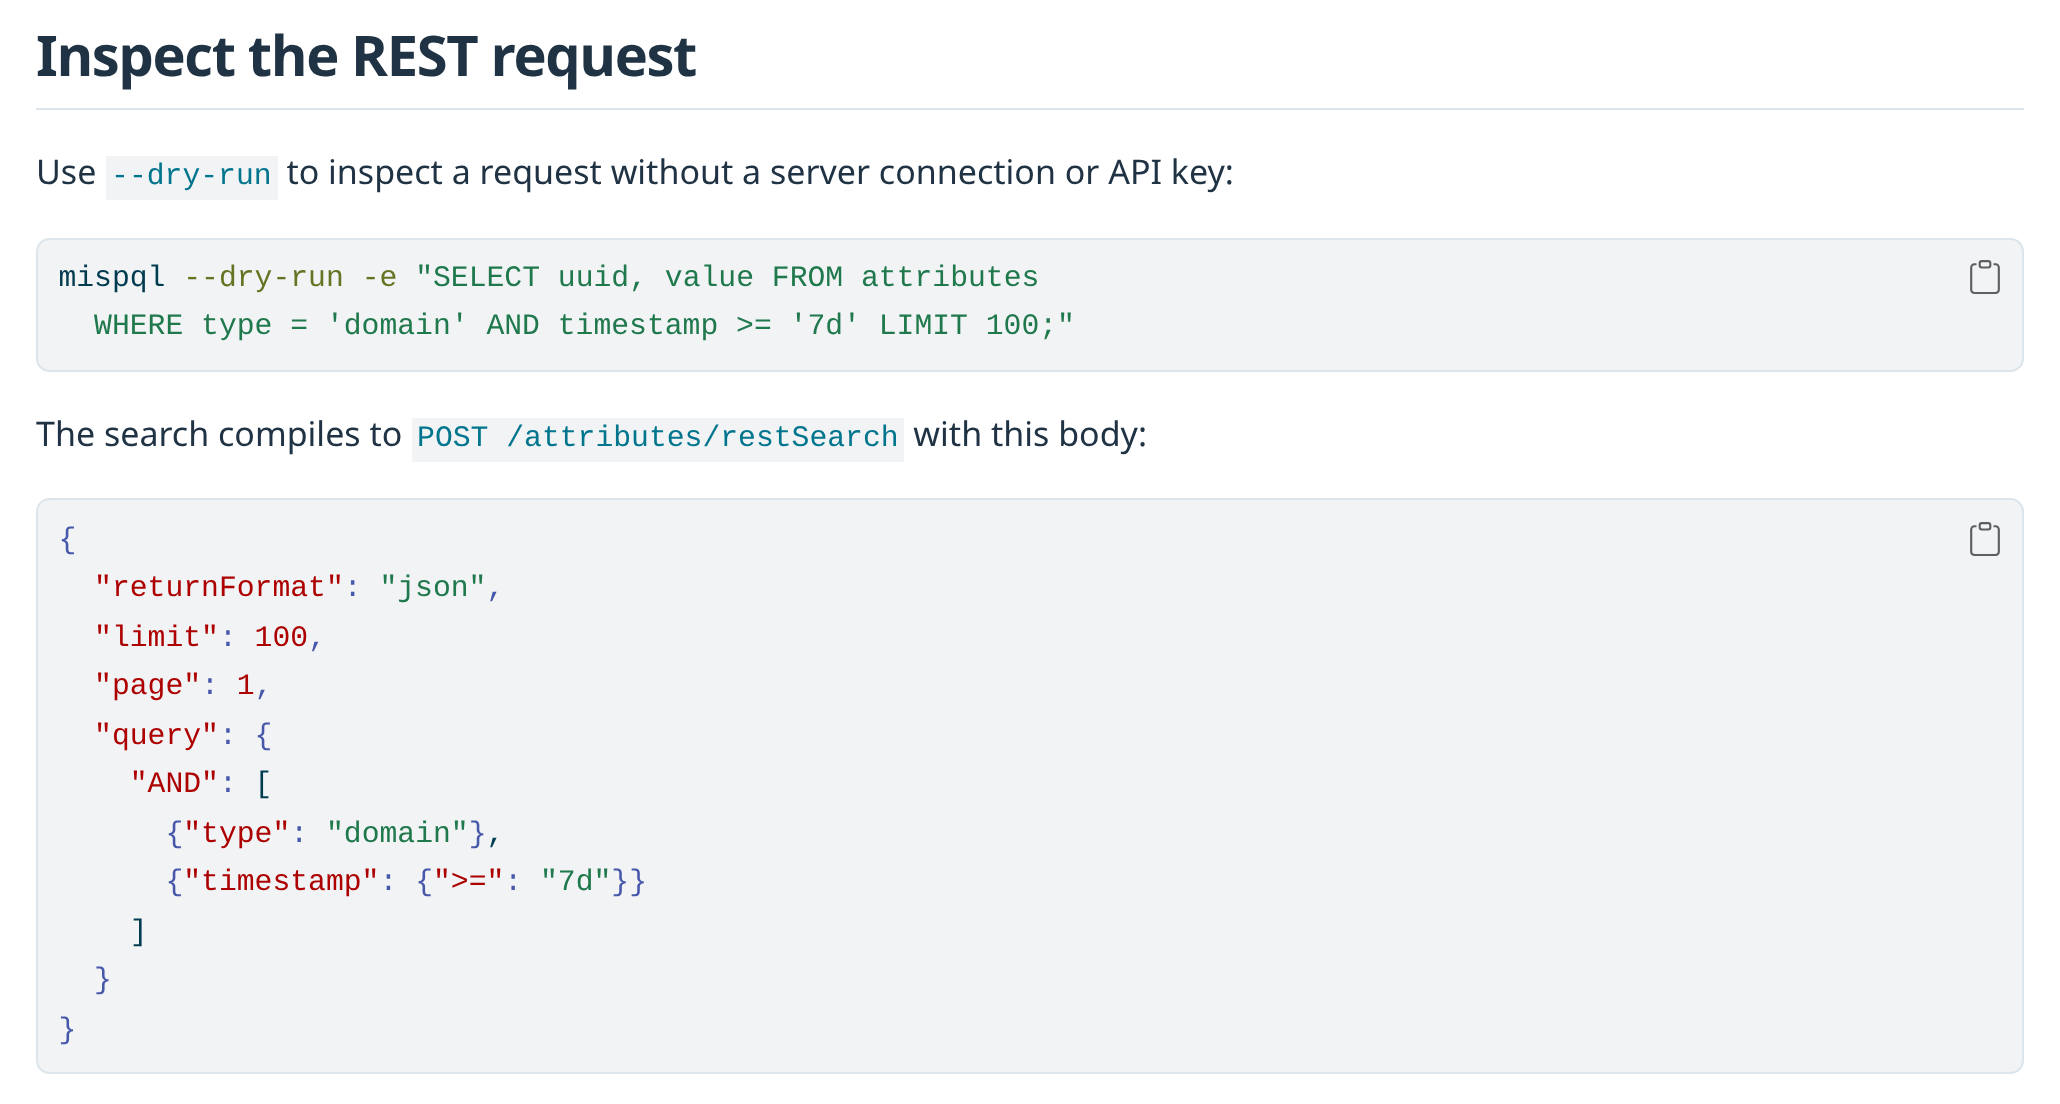 Inspect the REST request
Use --dry-run to inspect a request without a server connection or API key:
mispql --dry-run -e "SELECT uuid, value FROM attributes
  WHERE type = 'domain' AND timestamp >= '7d' LIMIT 100;"
The search compiles to POST /attributes/restSearch with this body:
{
  "returnFormat": "json",
  "limit": 100,
  "page": 1,
  "query": {
    "AND": [
      {"type": "domain"},
      {"timestamp": {">=": "7d"}}
    ]
  }
}